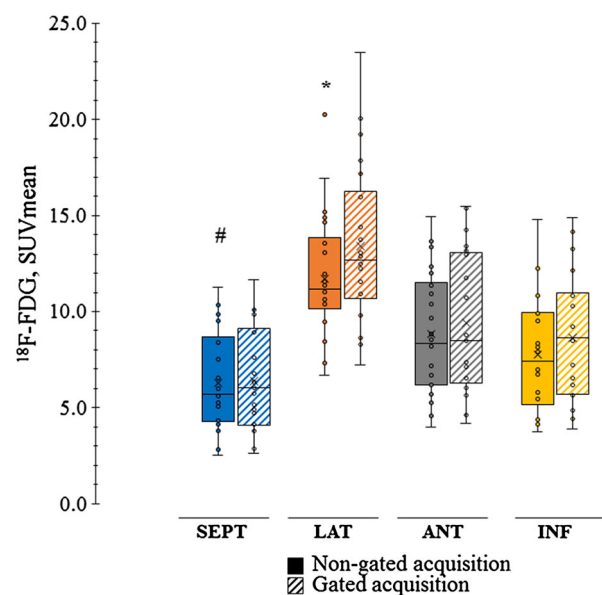 ¹⁸F-FDG, SUVmean
25.0
20.0
15.0
10.0
5.0
0.0
*
#
SEPT LAT ANT INF
Non-gated acquisition
Gated acquisition